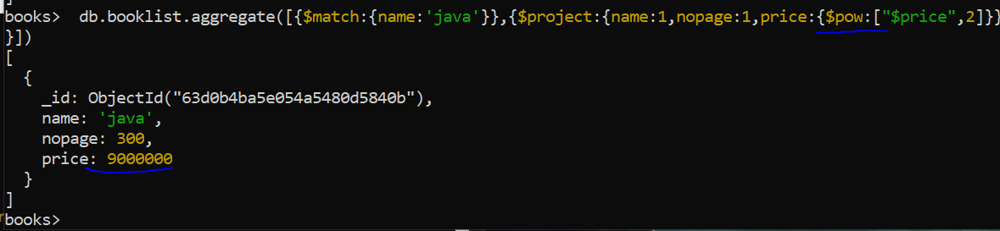 ]
books>  db.booklist.aggregate([{$match:{name:'java'}},{$project:{name:1,nopage:1,price:{$pow:["$price",2]}}
}])
[
  {
    _id: ObjectId("63d0b4ba5e054a5480d5840b"),
    name: 'java',
    nopage: 300,
    price: 9000000
  }
]
books>